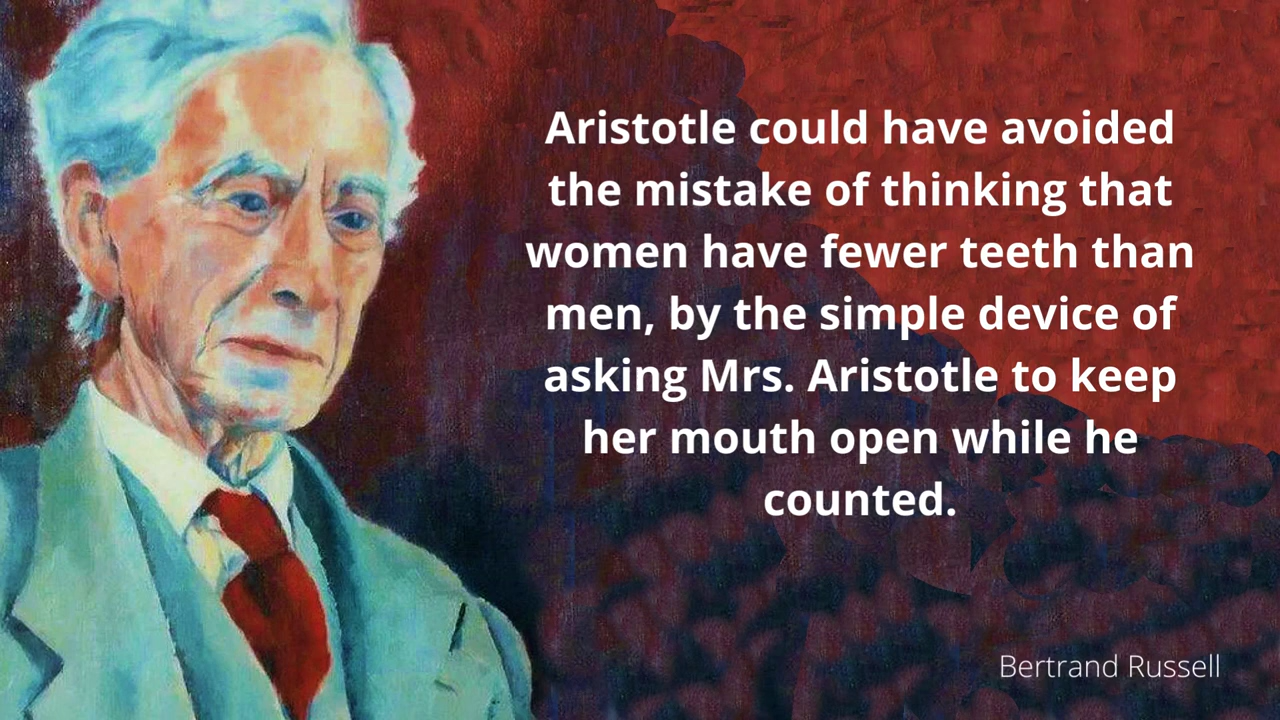 Aristotle could have avoided
the mistake of thinking that
women have fewer teeth than
men, by the simple device of
asking Mrs. Aristotle to keep
her mouth open while he
counted.
Bertrand Russell